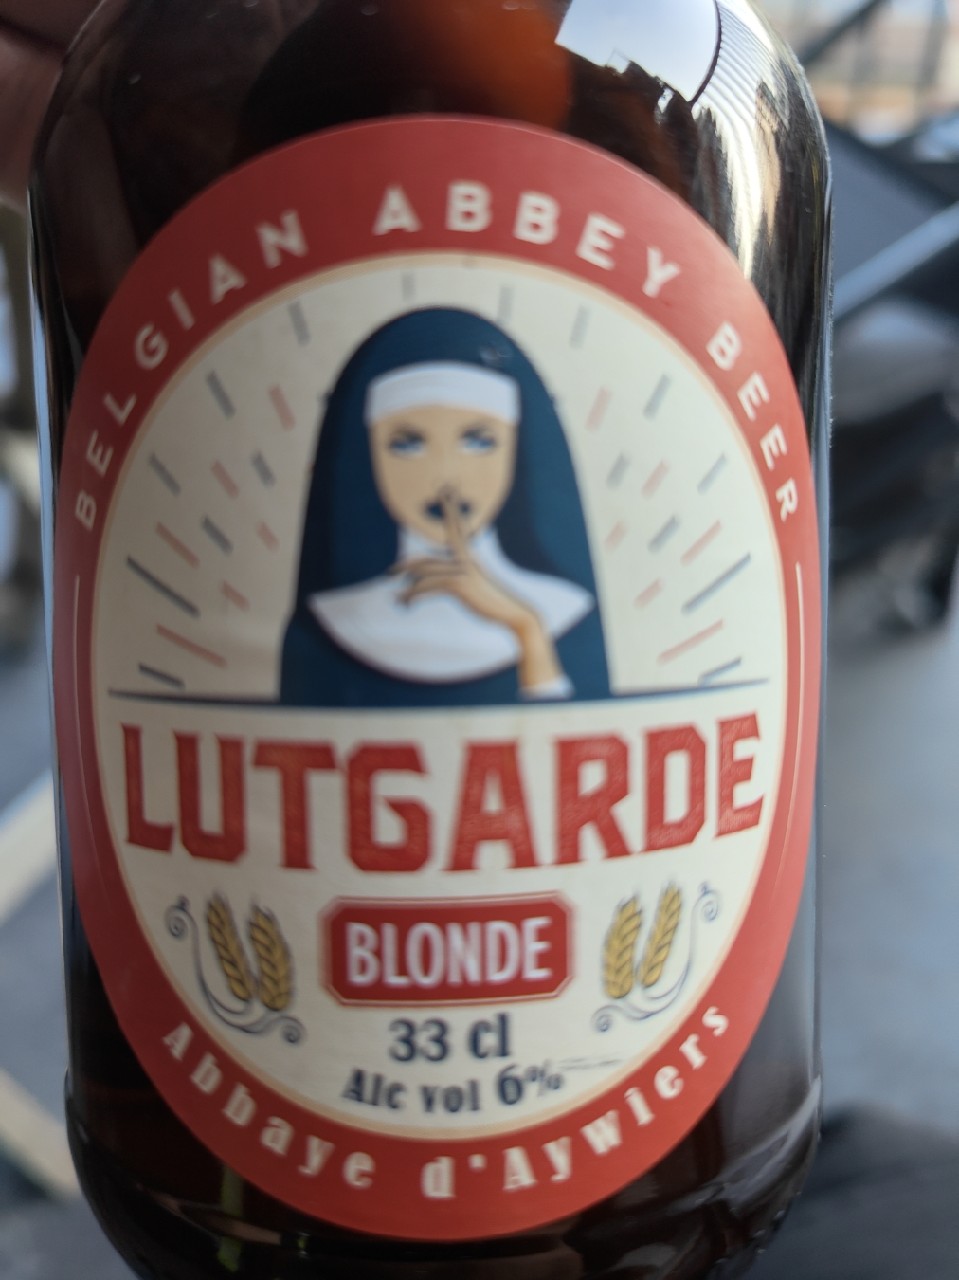 BELGIAN ABBEY BEER
LUTGARDE
BLONDE
33 cl
Alc vol 6%
Abbaye d'Aywiers